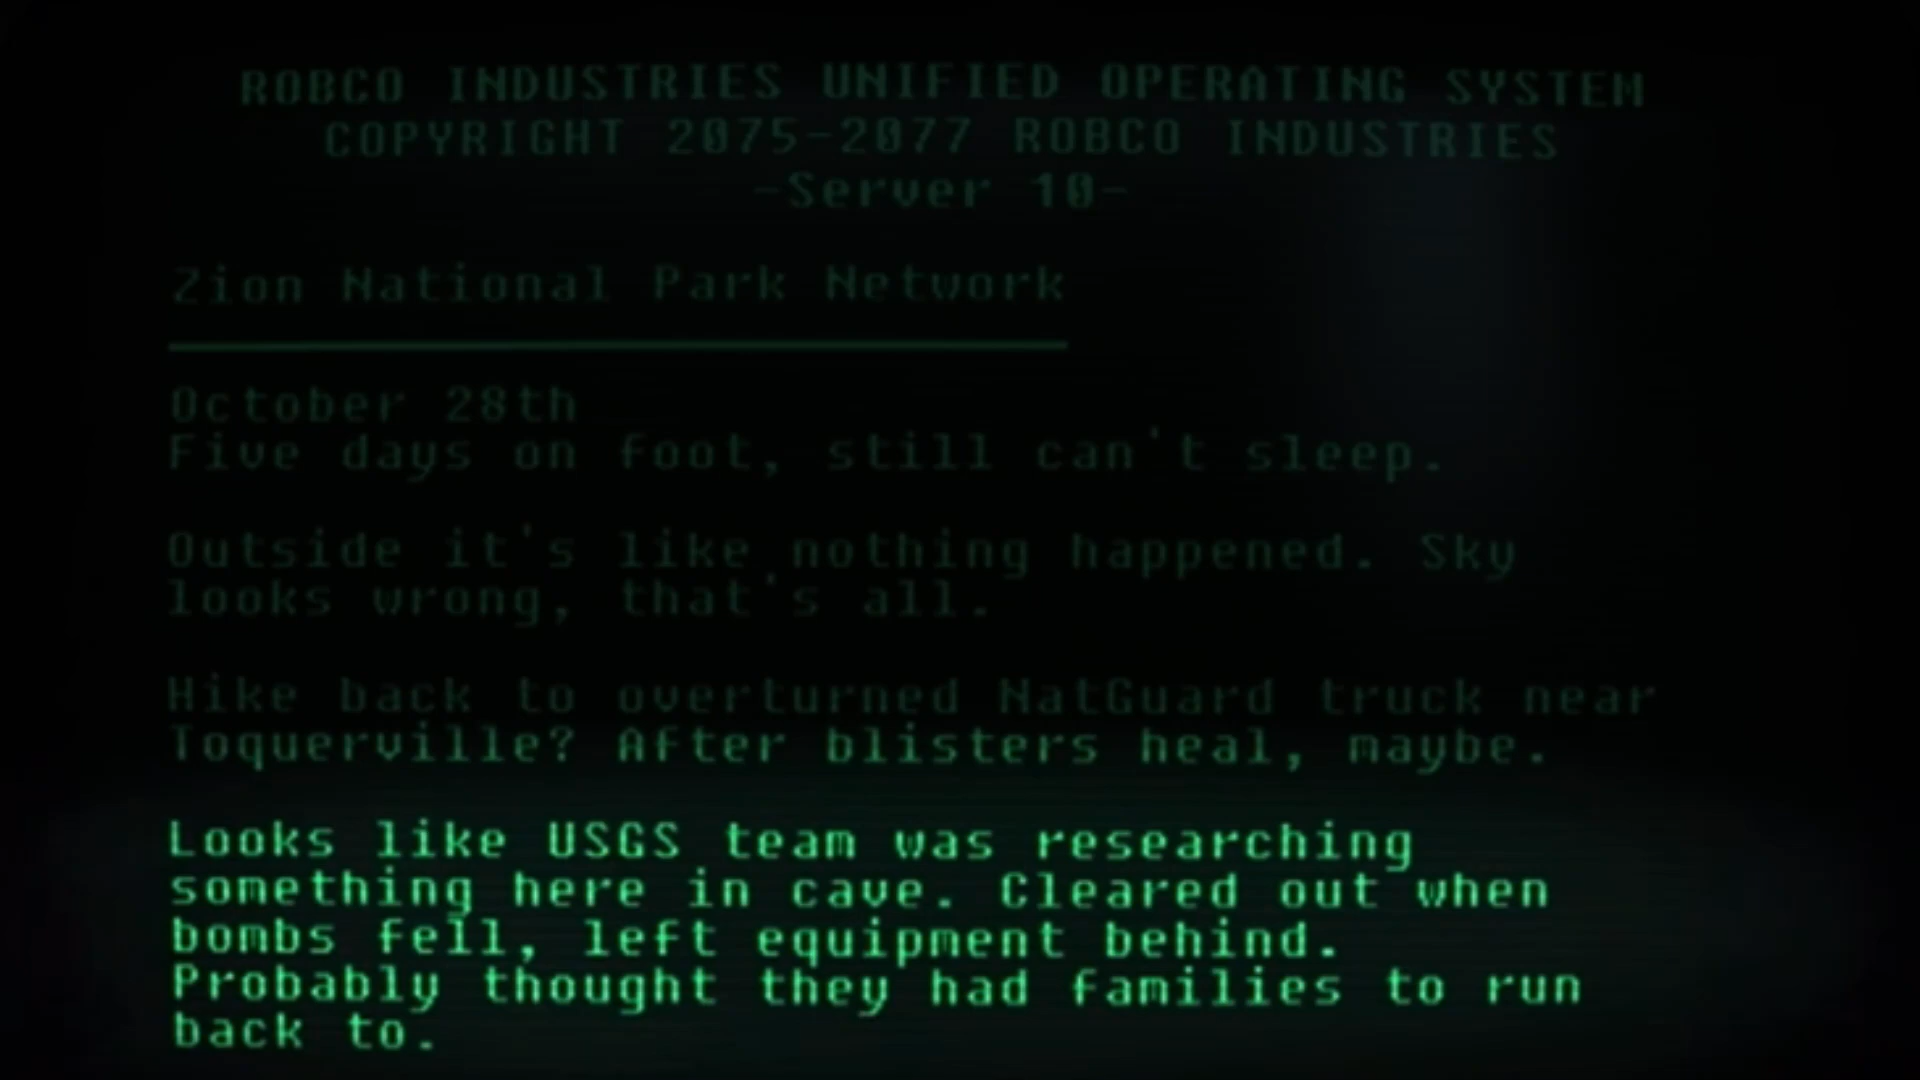 ROBCO INDUSTRIES UNIFIED OPERATING SYSTEM
COPYRIGHT 2075-2077 ROBCO INDUSTRIES
-Server 10-
Zion National Park Network
October 28th
Five days on foot, still can't sleep.
Outside it's like nothing happened. Sky
looks wrong, that's all.
Hike back to overturned NatGuard truck near
Toquerville? After blisters heal, maybe.
Looks like USGS team was researching
something here in cave. Cleared out when
bombs fell, left equipment behind.
Probably thought they had families to run
back to.